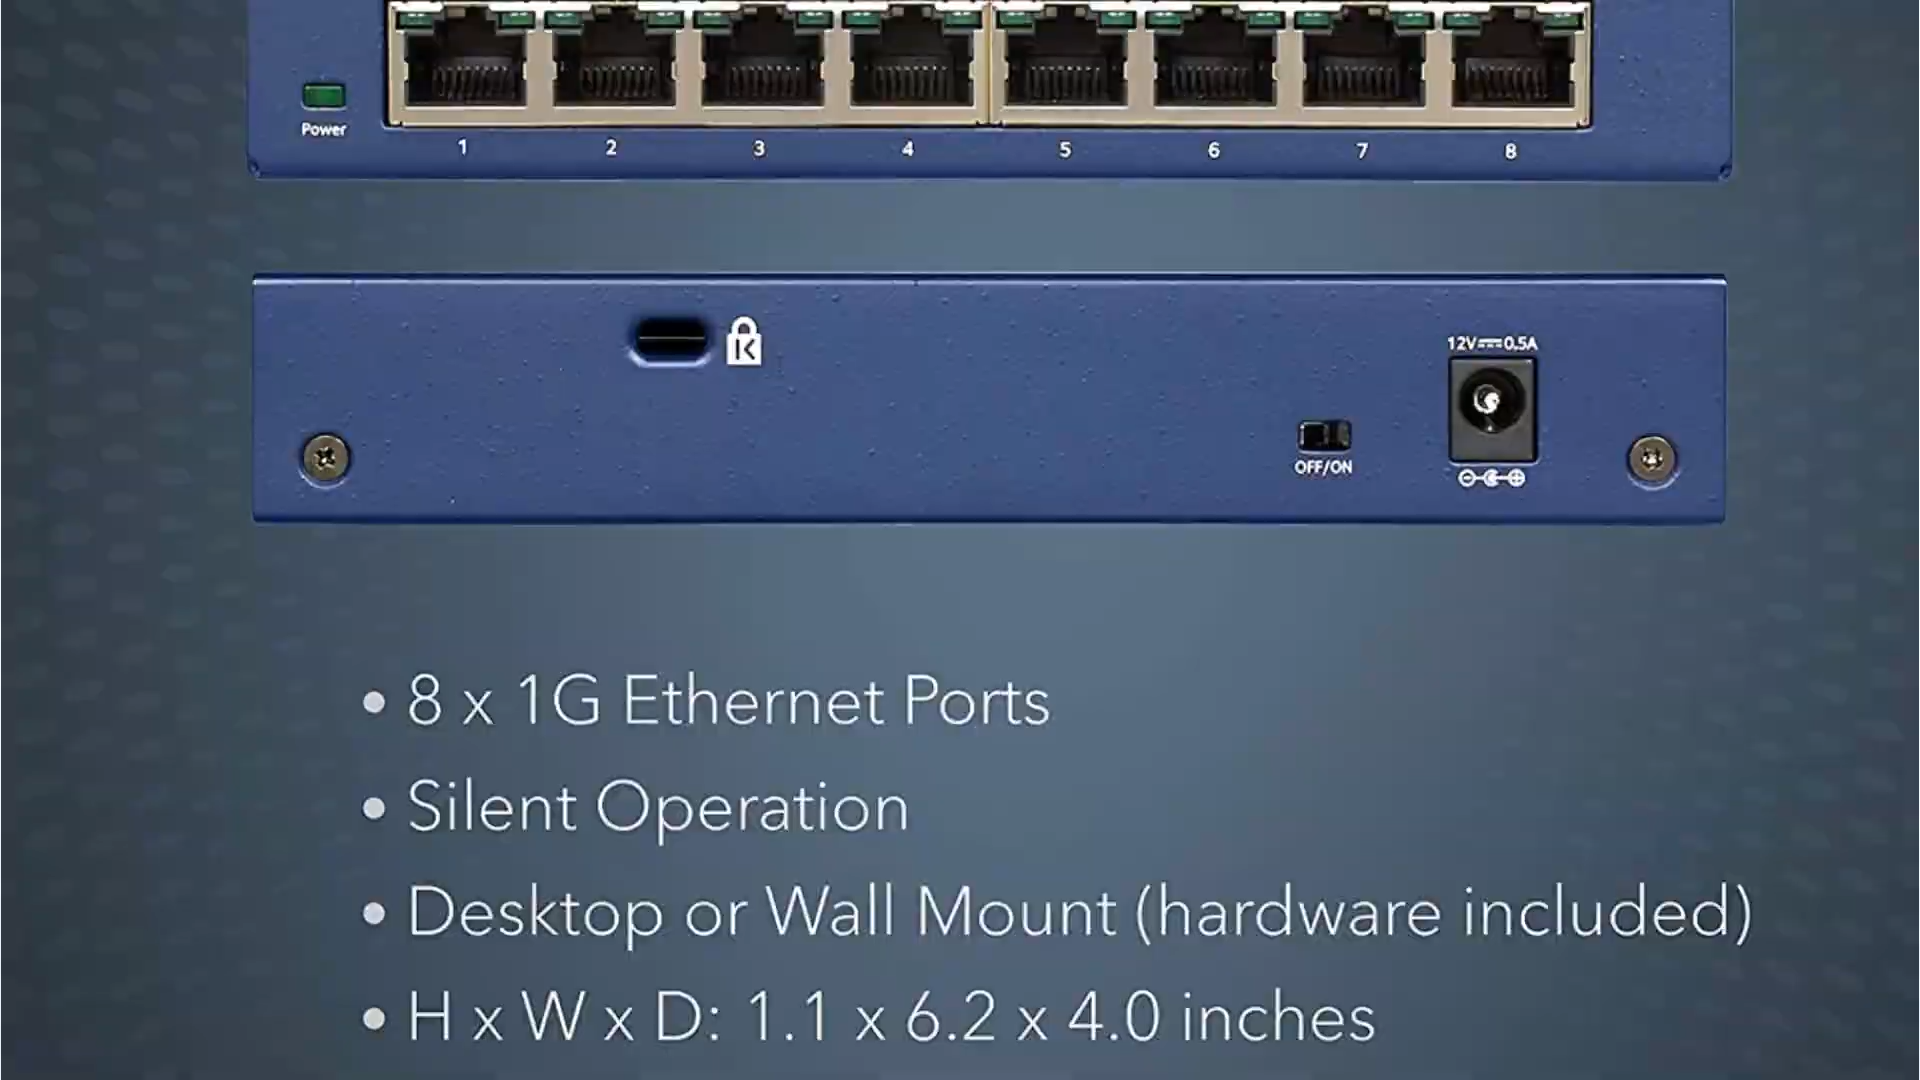 Power
1 2 3 4 5 6 7 8
K
12V⎓0.5A
OFF/ON
• 8 x 1G Ethernet Ports
• Silent Operation
• Desktop or Wall Mount (hardware included)
• H x W x D: 1.1 x 6.2 x 4.0 inches